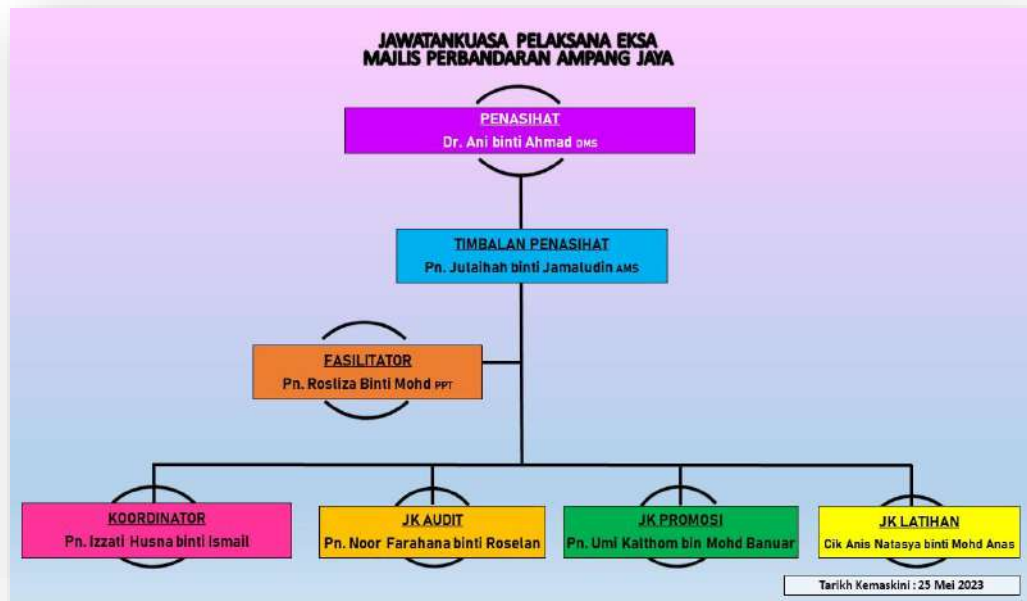 JAWATANKUASA PELAKSANA EKSA
MAJLIS PERBANDARAN AMPANG JAYA
PENASIHAT
Dr. Ani binti Ahmad DMS
TIMBALAN PENASIHAT
Pn. Julaihah binti Jamaludin AMS
FASILITATOR
Pn. Rosliza Binti Mohd PPT
KOORDINATOR
Pn. Izzati Husna binti Ismail
JK AUDIT
Pn. Noor Farahana binti Roselan
JK PROMOSI
Pn. Umi Kalthom bin Mohd Banuar
JK LATIHAN
Cik Anis Natasya binti Mohd Anas
Tarikh Kemaskini : 25 Mei 2023